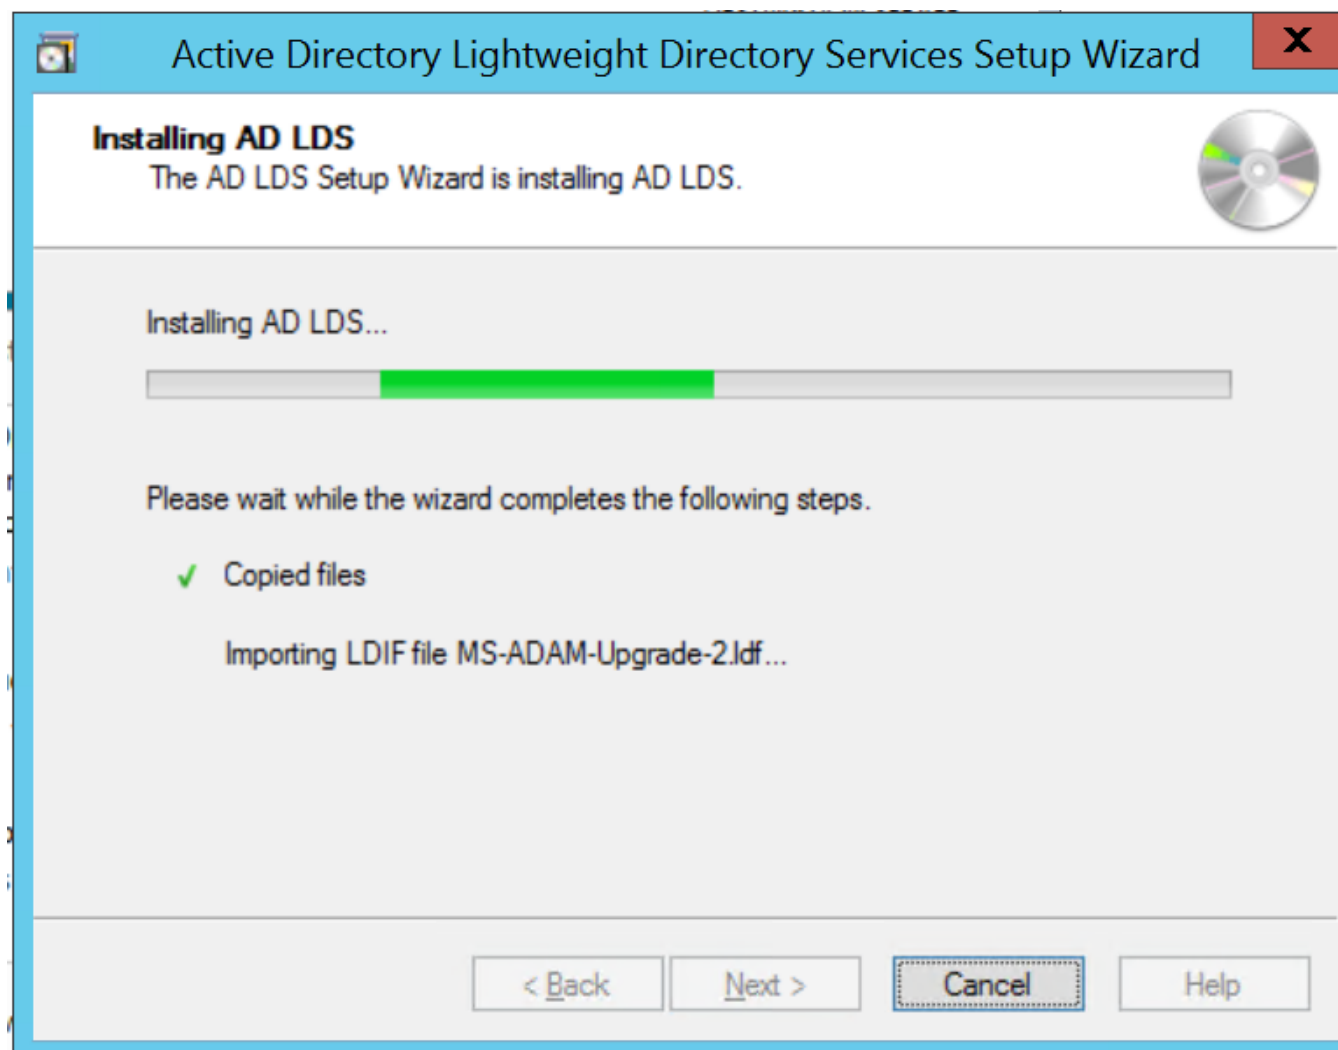 Active Directory Lightweight Directory Services Setup Wizard
Installing AD LDS
The AD LDS Setup Wizard is installing AD LDS.
Installing AD LDS...
Please wait while the wizard completes the following steps.
Copied files
Importing LDIF file MS-ADAM-Upgrade-2.ldf...
< Back
Next >
Cancel
Help